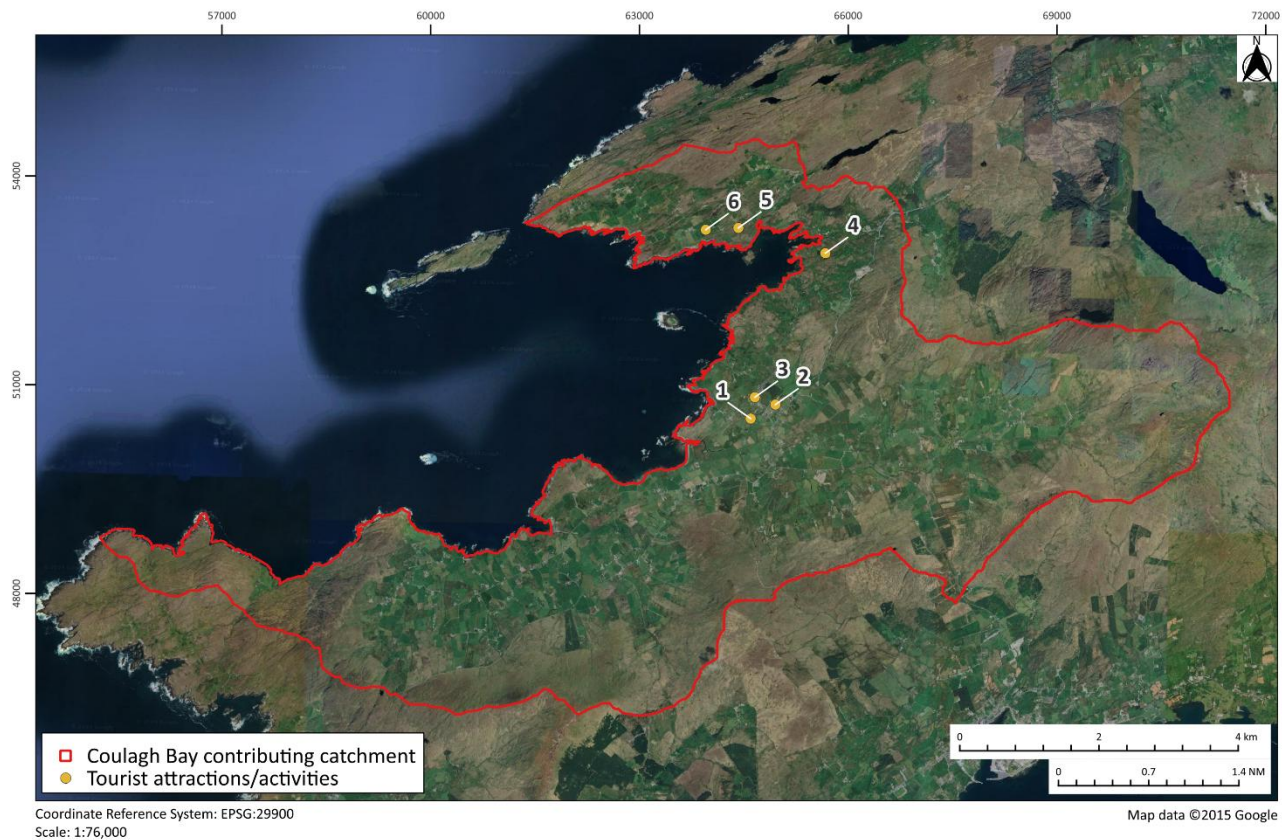 57000 60000 63000 66000 69000 72000
N
54000
6 5
4
51000
3 2
1
48000
0 2 4 km
Coulagh Bay contributing catchment
0 0.7 1.4 NM
Tourist attractions/activities
Coordinate Reference System: EPSG:29900
Map data ©2015 Google
Scale: 1:76,000